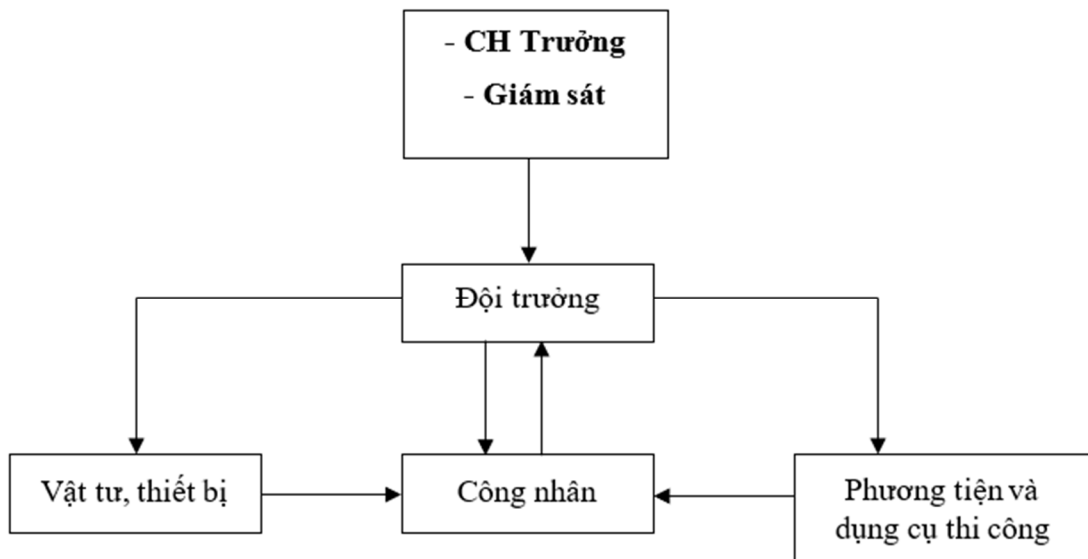 - CH Trưởng
- Giám sát
Đội trưởng
Vật tư, thiết bị
Công nhân
Phương tiện và
dụng cụ thi công